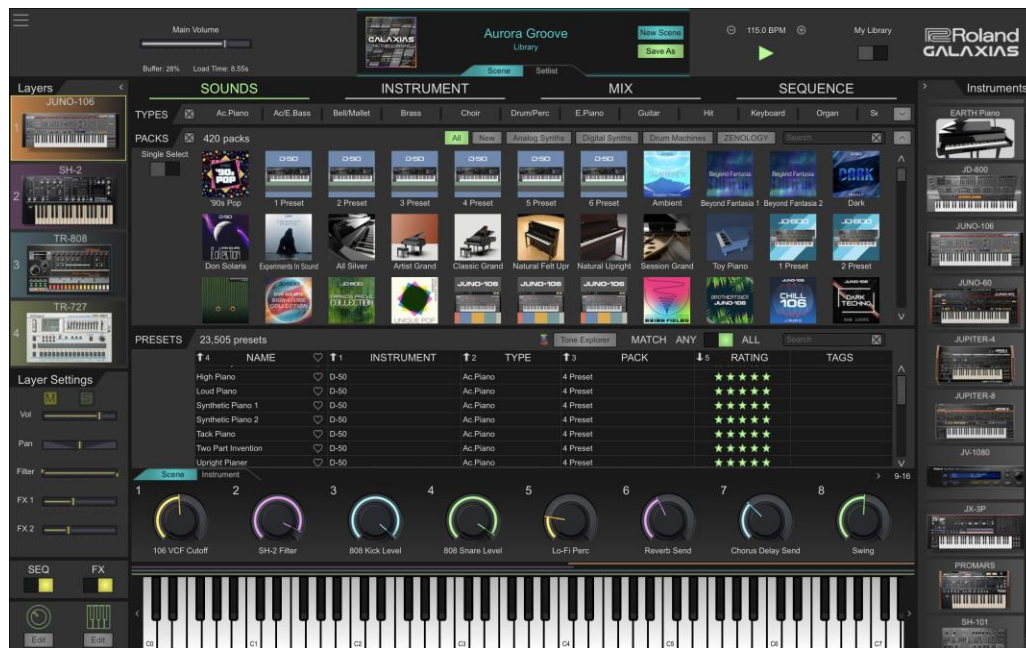 Main Volume
Buffer: 28% Load Time: 8.55s
GALAXIAS
Aurora Groove
Library
New Scene
Save As
Scene Setlist
115.0 BPM
My Library
Roland
GALAXIAS
Layers
SOUNDS INSTRUMENT MIX SEQUENCE
Instruments
TYPES Ac.Piano Ac/E.Bass Bell/Mallet Brass Choir Drum/Perc E.Piano Guitar Hit Keyboard Organ
PACKS 420 packs All New Analog Synths Digital Synths Drum Machines ZENOLOGY Search
Single Select
'90s Pop 1 Preset 2 Preset 3 Preset 4 Preset 5 Preset 6 Preset Ambient Beyond Fantasia 1 Beyond Fantasia 2 Dark
Don Solaris Experiments In Sound All Silver Artist Grand Classic Grand Natural Felt Upr Natural Upright Session Grand Toy Piano 1 Preset 2 Preset
JUNO-106
1
SH-2
2
TR-808
3
TR-727
4
PRESETS 23,505 presets Tone Explorer MATCH ANY ALL Search
4 NAME 1 INSTRUMENT 2 TYPE 3 PACK 5 RATING TAGS
High Piano D-50 Ac.Piano 4 Preset
Loud Piano D-50 Ac.Piano 4 Preset
Synthetic Piano 1 D-50 Ac.Piano 4 Preset
Synthetic Piano 2 D-50 Ac.Piano 4 Preset
Tack Piano D-50 Ac.Piano 4 Preset
Two Part Invention D-50 Ac.Piano 4 Preset
Upright Planer D-50 Ac.Piano 4 Preset
Layer Settings
M S
Vol
Pan
Filter
FX 1
FX 2
SEQ FX
Edit Edit
Scene Instrument
9-16
1 2 3 4 5 6 7 8
106 VCF Cutoff SH-2 Filter 808 Kick Level 808 Snare Level Lo-Fi Perc Reverb Send Chorus Delay Send Swing
C0 C1 C2 C3 C4 C5 C6 C7
EARTH Piano
JD-800
JUNO-106
JUNO-60
JUPITER-4
JUPITER-8
JV-1080
JX-3P
PROMARS
SH-101